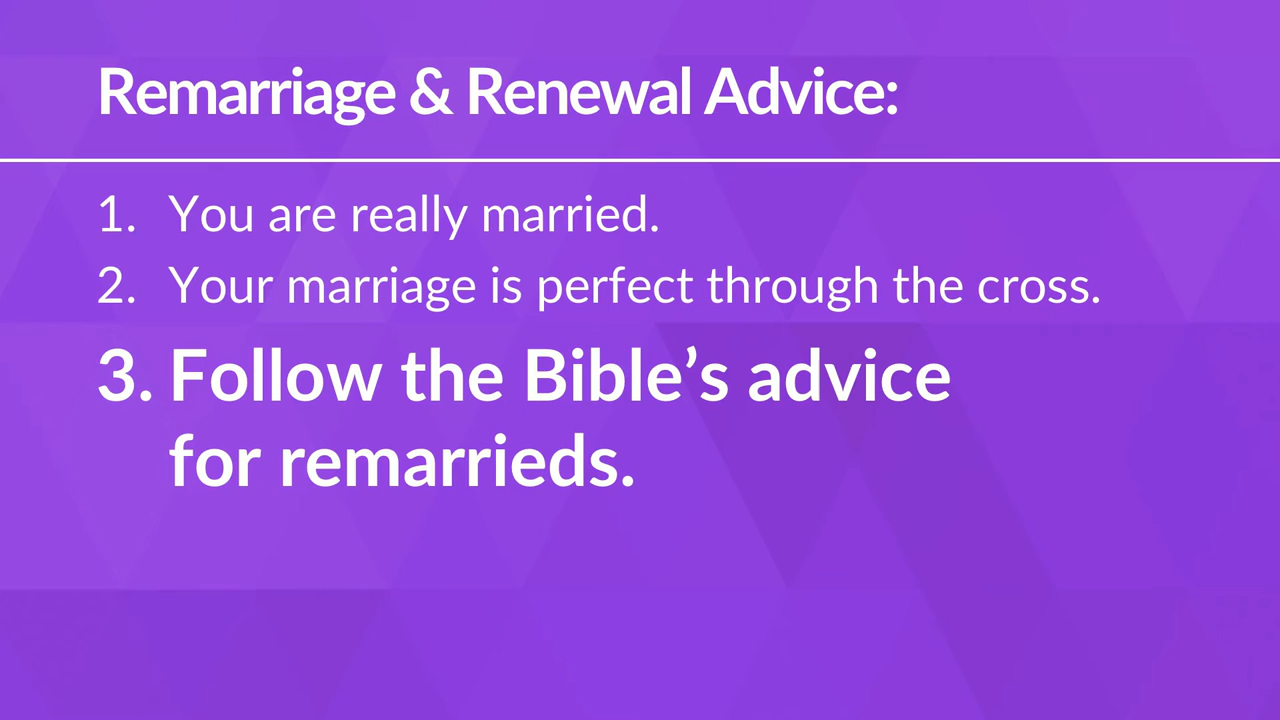 Remarriage & Renewal Advice:
1. You are really married.
2. Your marriage is perfect through the cross.
3. Follow the Bible’s advice
for remarrieds.